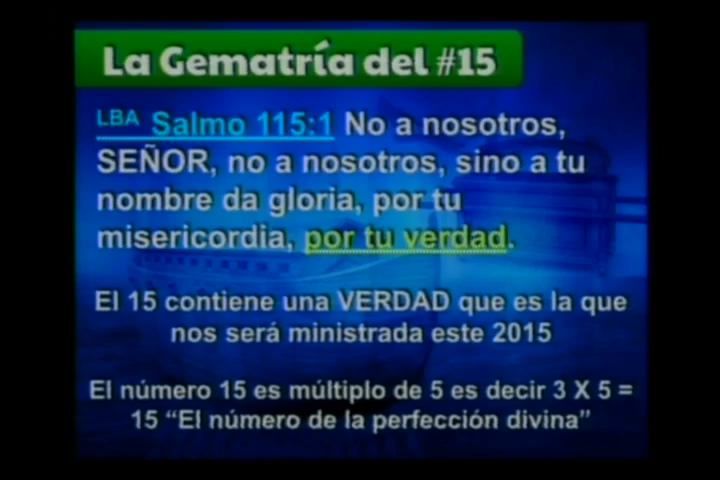 La Gematría del #15
LBA Salmo 115:1 No a nosotros,
SEÑOR, no a nosotros, sino a tu
nombre da gloria, por tu
misericordia, por tu verdad.
El 15 contiene una VERDAD que es la que
nos será ministrada este 2015
El número 15 es múltiplo de 5 es decir 3 X 5 =
15 “El número de la perfección divina”